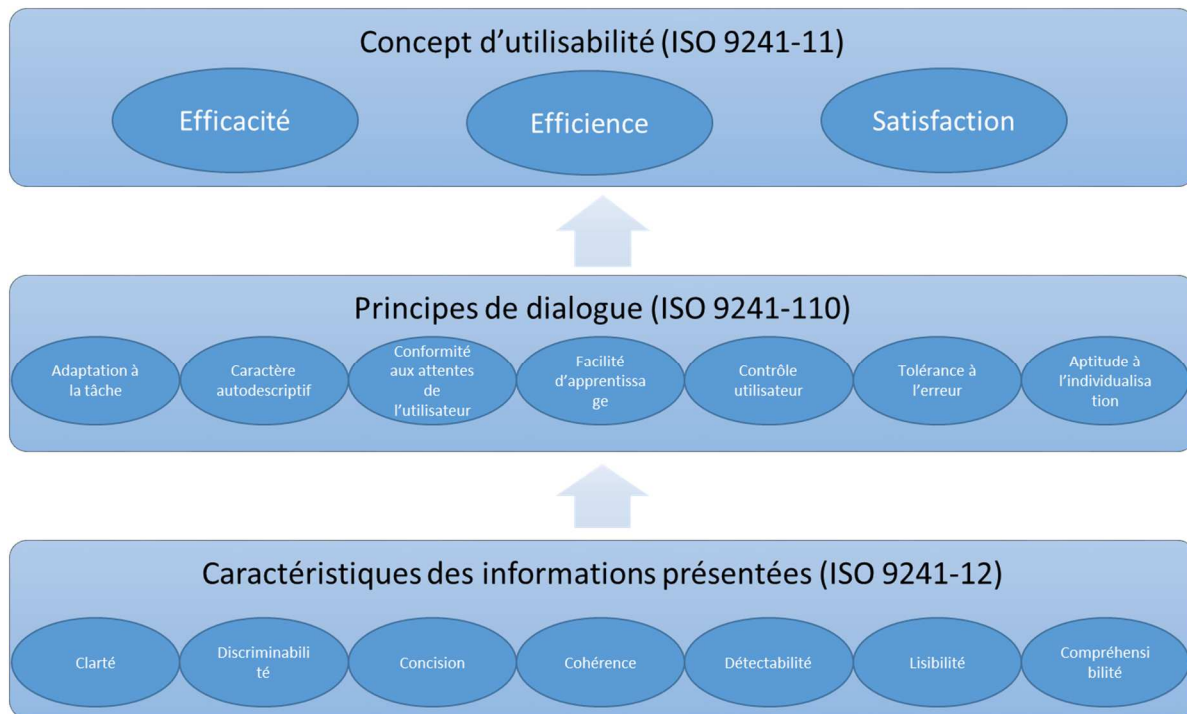 Concept d’utilisabilité (ISO 9241-11)
Efficacité
Efficience
Satisfaction
Principes de dialogue (ISO 9241-110)
Adaptation à
la tâche
Caractère
autodescriptif
Conformité
aux attentes
de
l’utilisateur
Facilité
d’apprentissa
ge
Contrôle
utilisateur
Tolérance à
l’erreur
Aptitude à
l’individualisa
tion
Caractéristiques des informations présentées (ISO 9241-12)
Clarté
Discriminabili
té
Concision
Cohérence
Détectabilité
Lisibilité
Compréhensi
bilité